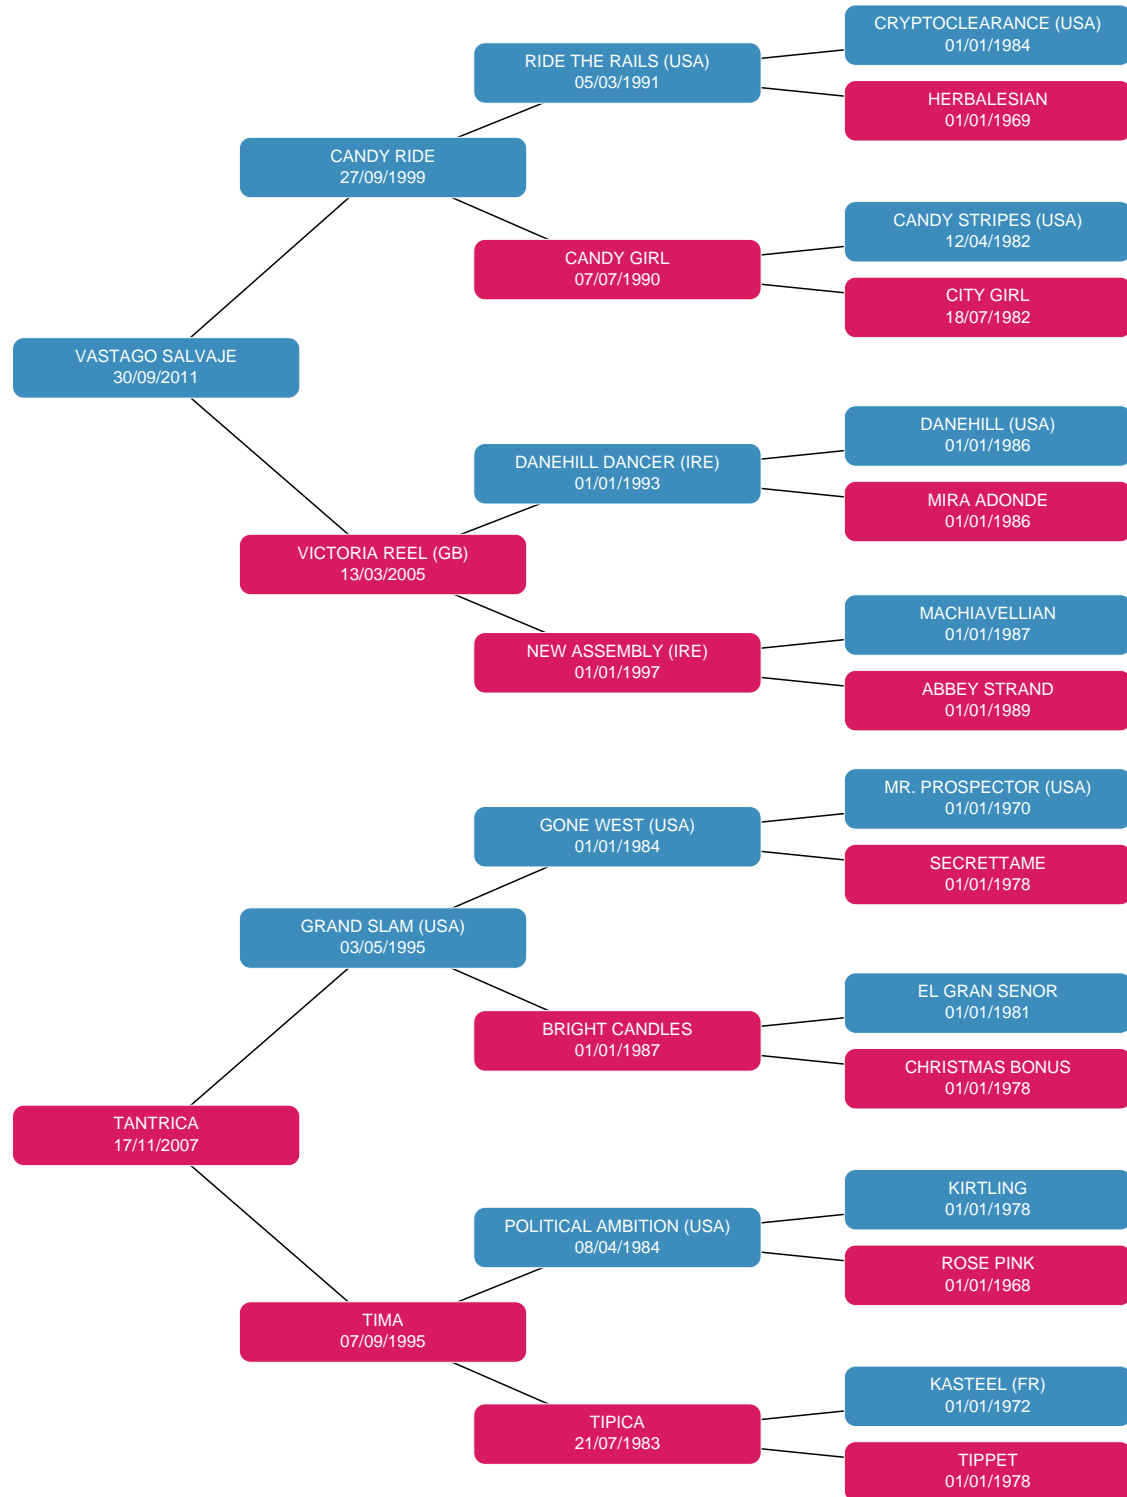 CRYPTOCLEARANCE (USA)
01/01/1984
RIDE THE RAILS (USA)
05/03/1991
HERBALESIAN
01/01/1969
CANDY RIDE
27/09/1999
CANDY STRIPES (USA)
12/04/1982
CANDY GIRL
07/07/1990
CITY GIRL
18/07/1982
VASTAGO SALVAJE
30/09/2011
DANEHILL (USA)
01/01/1986
DANEHILL DANCER (IRE)
01/01/1993
MIRA ADONDE
01/01/1986
VICTORIA REEL (GB)
13/03/2005
MACHIAVELLIAN
01/01/1987
NEW ASSEMBLY (IRE)
01/01/1997
ABBEY STRAND
01/01/1989
MR. PROSPECTOR (USA)
01/01/1970
GONE WEST (USA)
01/01/1984
SECRETTAME
01/01/1978
GRAND SLAM (USA)
03/05/1995
EL GRAN SENOR
01/01/1981
BRIGHT CANDLES
01/01/1987
CHRISTMAS BONUS
01/01/1978
TANTRICA
17/11/2007
KIRTLING
01/01/1978
POLITICAL AMBITION (USA)
08/04/1984
ROSE PINK
01/01/1968
TIMA
07/09/1995
KASTEEL (FR)
01/01/1972
TIPICA
21/07/1983
TIPPET
01/01/1978